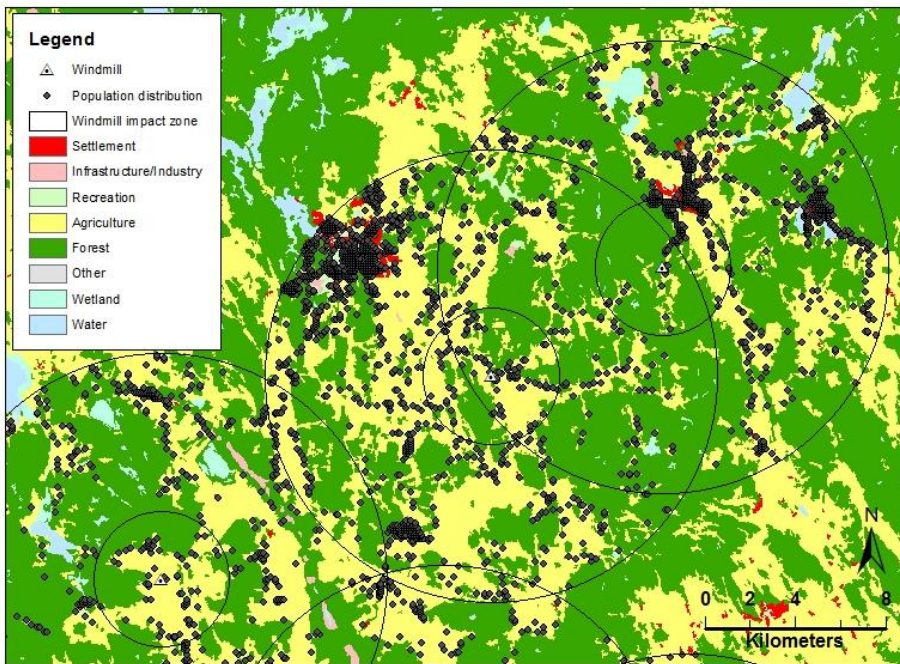 Legend
Windmill
Population distribution
Windmill impact zone
Settlement
Infrastructure/Industry
Recreation
Agriculture
Forest
Other
Wetland
Water
N
0 2 4 8
Kilometers